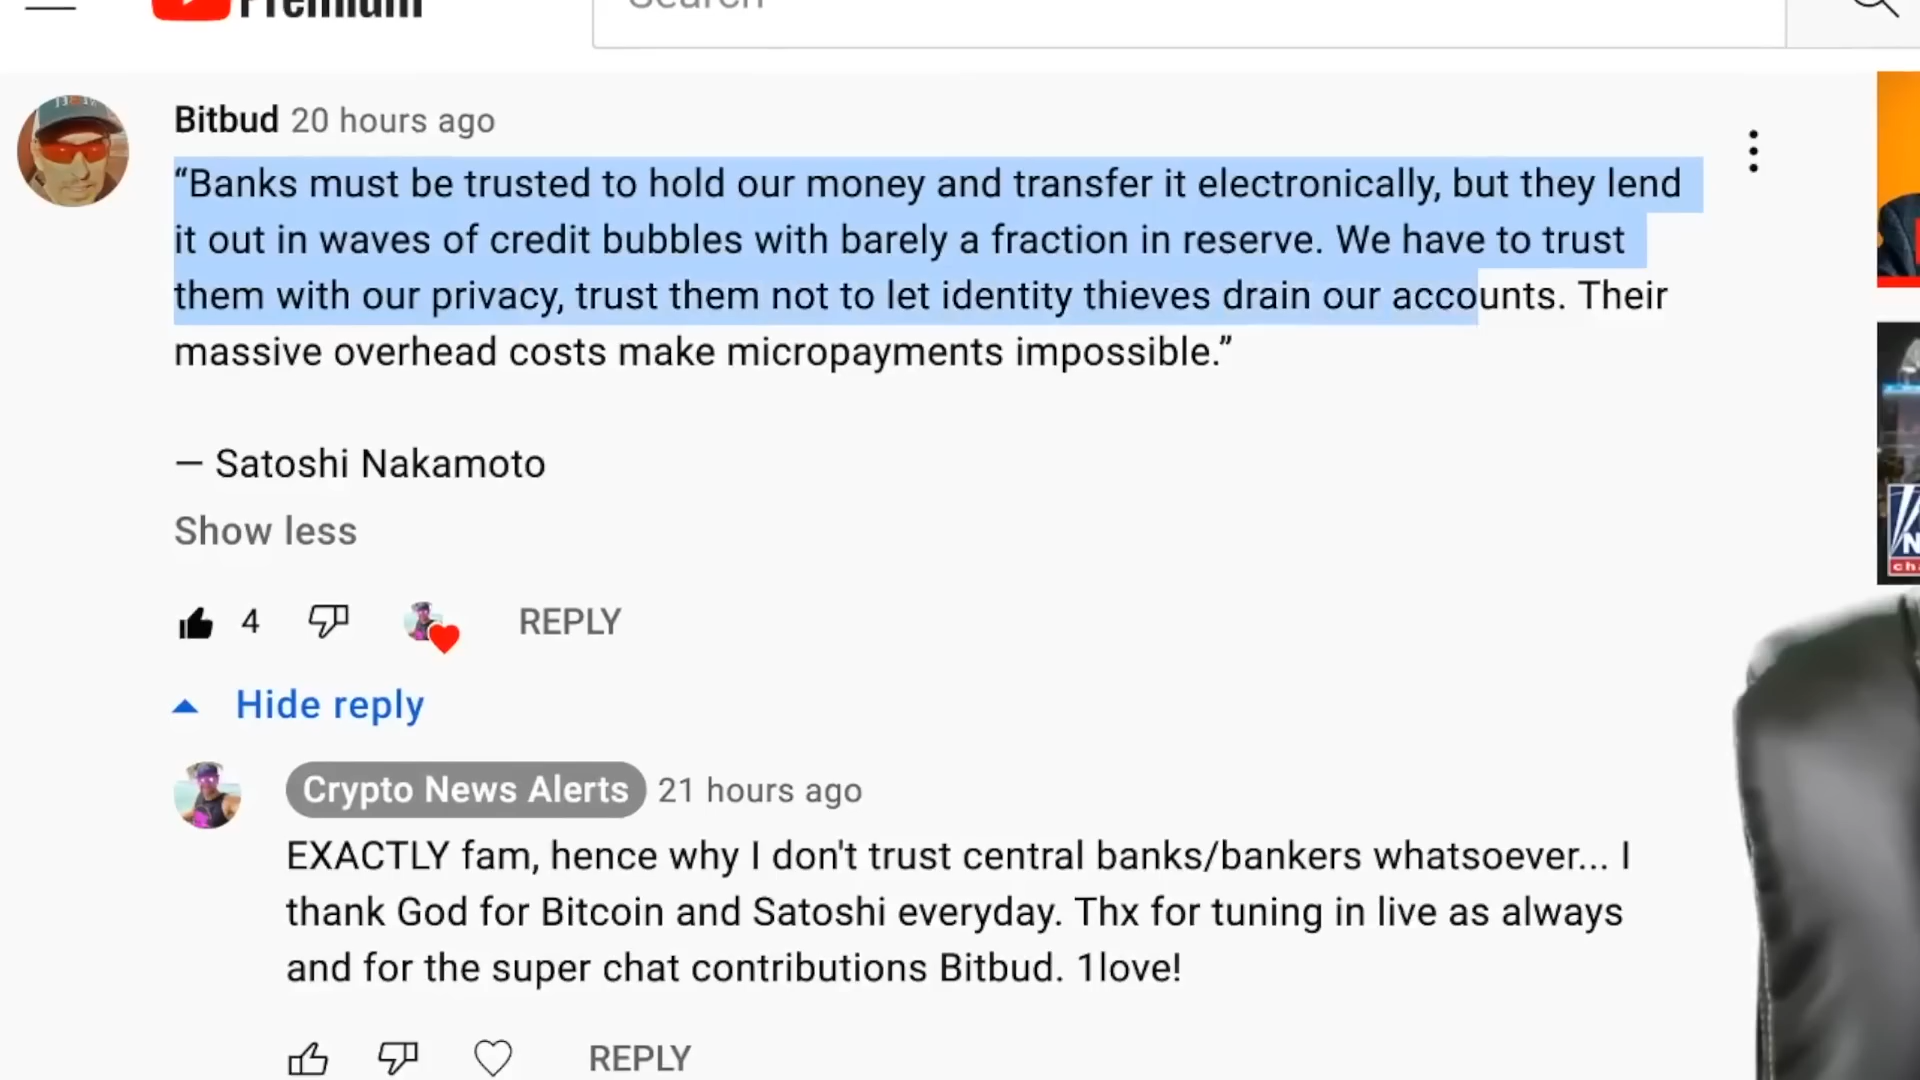 Premium
Search
Bitbud 20 hours ago
“Banks must be trusted to hold our money and transfer it electronically, but they lend
it out in waves of credit bubbles with barely a fraction in reserve. We have to trust
them with our privacy, trust them not to let identity thieves drain our accounts. Their
massive overhead costs make micropayments impossible.”
— Satoshi Nakamoto
Show less
4 REPLY
Hide reply
Crypto News Alerts 21 hours ago
EXACTLY fam, hence why I don't trust central banks/bankers whatsoever... I
thank God for Bitcoin and Satoshi everyday. Thx for tuning in live as always
and for the super chat contributions Bitbud. 1love!
REPLY